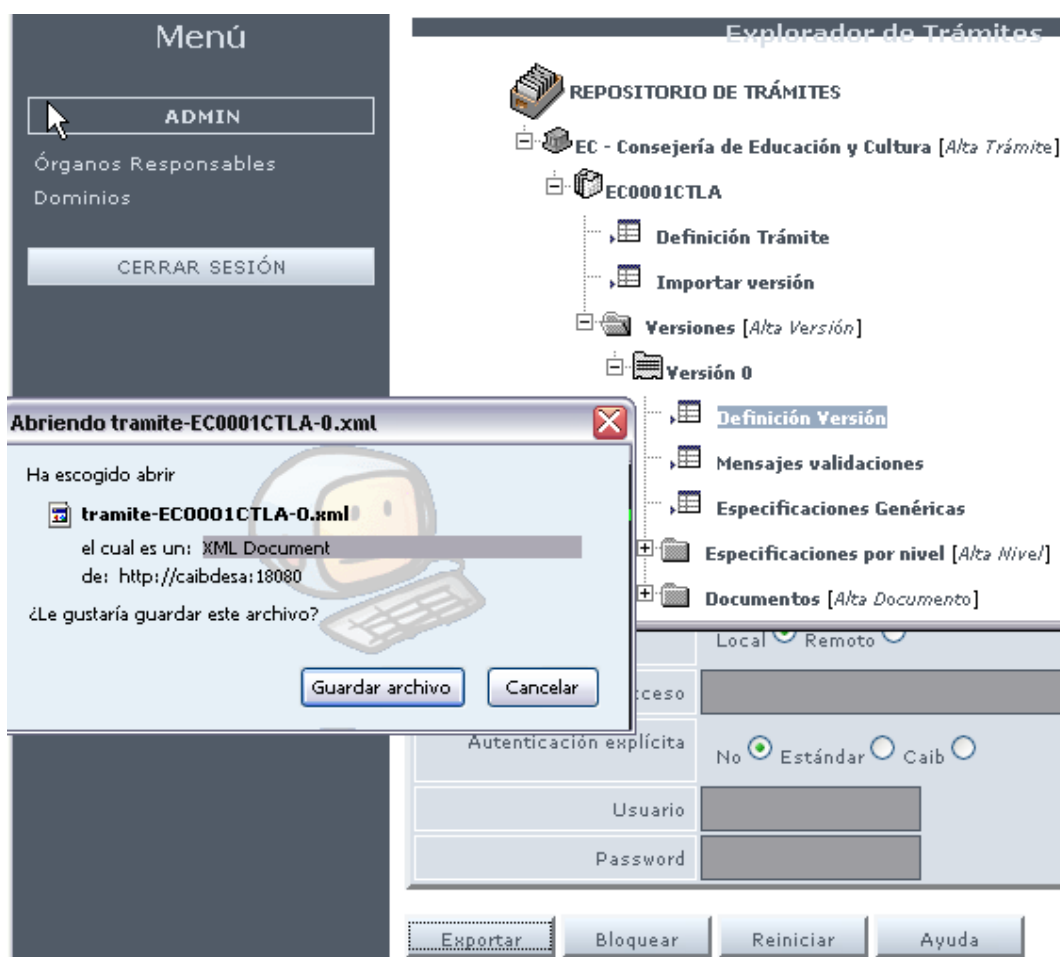 Menú
ADMIN
Órganos Responsables
Dominios
CERRAR SESIÓN
Explorador de Trámites
REPOSITORIO DE TRÁMITES
EC - Consejería de Educación y Cultura [Alta Trámite]
EC0001CTLA
Definición Trámite
Importar versión
Versiones [Alta Versión]
Versión 0
Definición Versión
Mensajes validaciones
Especificaciones Genéricas
Especificaciones por nivel [Alta Nivel]
Documentos [Alta Documento]
Abriendo tramite-EC0001CTLA-0.xml
Ha escogido abrir
tramite-EC0001CTLA-0.xml
el cual es un: XML Document
de: http://caibdesa:18080
¿Le gustaría guardar este archivo?
Guardar archivo Cancelar
Local Remoto
cceso
Autenticación explícita
No Estándar Caib
Usuario
Password
Exportar Bloquear Reiniciar Ayuda